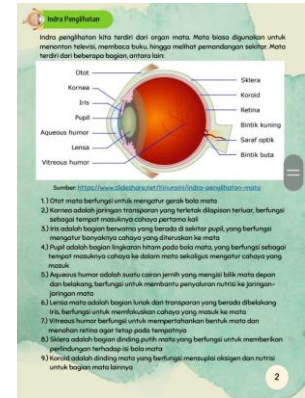 Indra Penglihatan
Indra penglihatan kita terdiri dari organ mata. Mata biasa digunakan untuk
menonton televisi, membaca buku, hingga melihat pemandangan sekitar. Mata
terdiri dari beberapa bagian, antara lain:
Otot
Kornea
Iris
Pupil
Aqueous humor
Lensa
Vitreous humor
Sklera
Koroid
Retina
Bintik kuning
Saraf optik
Bintik buta
Sumber: https://www.slideshare.net/tinuraini/indra-penglihatan-mata
1.) Otot mata berfungsi untuk mengatur gerak bola mata
2.) Kornea adalah jaringan transparan yang terletak dilapisan terluar, berfungsi
sebagai tempat masuknya cahaya pertama kali
3.) Iris adalah bagian berwarna yang berada di sekitar pupil, yang berfungsi
mengatur banyaknya cahaya yang diteruskan ke mata
4.) Pupil adalah bagian lingkaran hitam pada bola mata, yang berfungsi sebagai
tempat masuknya cahaya ke dalam mata sekaligus mengatur cahaya yang
masuk
5.) Aqueous humor adalah suatu cairan jernih yang mengisi bilik mata depan
dan belakang, berfungsi untuk membantu penyaluran nutrisi ke jaringan-
jaringan mata
6.) Lensa mata adalah bagian lunak dan transparan yang berada dibelakang
Iris, berfungsi untuk memfokuskan cahaya yang masuk ke mata
7.) Vitreous humor berfungsi untuk mempertahankan bentuk mata dan
menahan retina agar tetap pada tempatnya
8.) Sklera adalah bagian dinding putih mata yang berfungsi untuk memberikan
perlindungan terhadap isi bola mata
9.) Koroid adalah dinding mata yang berfungsi mensuplai oksigen dan nutrisi
untuk bagian mata lainnya
2